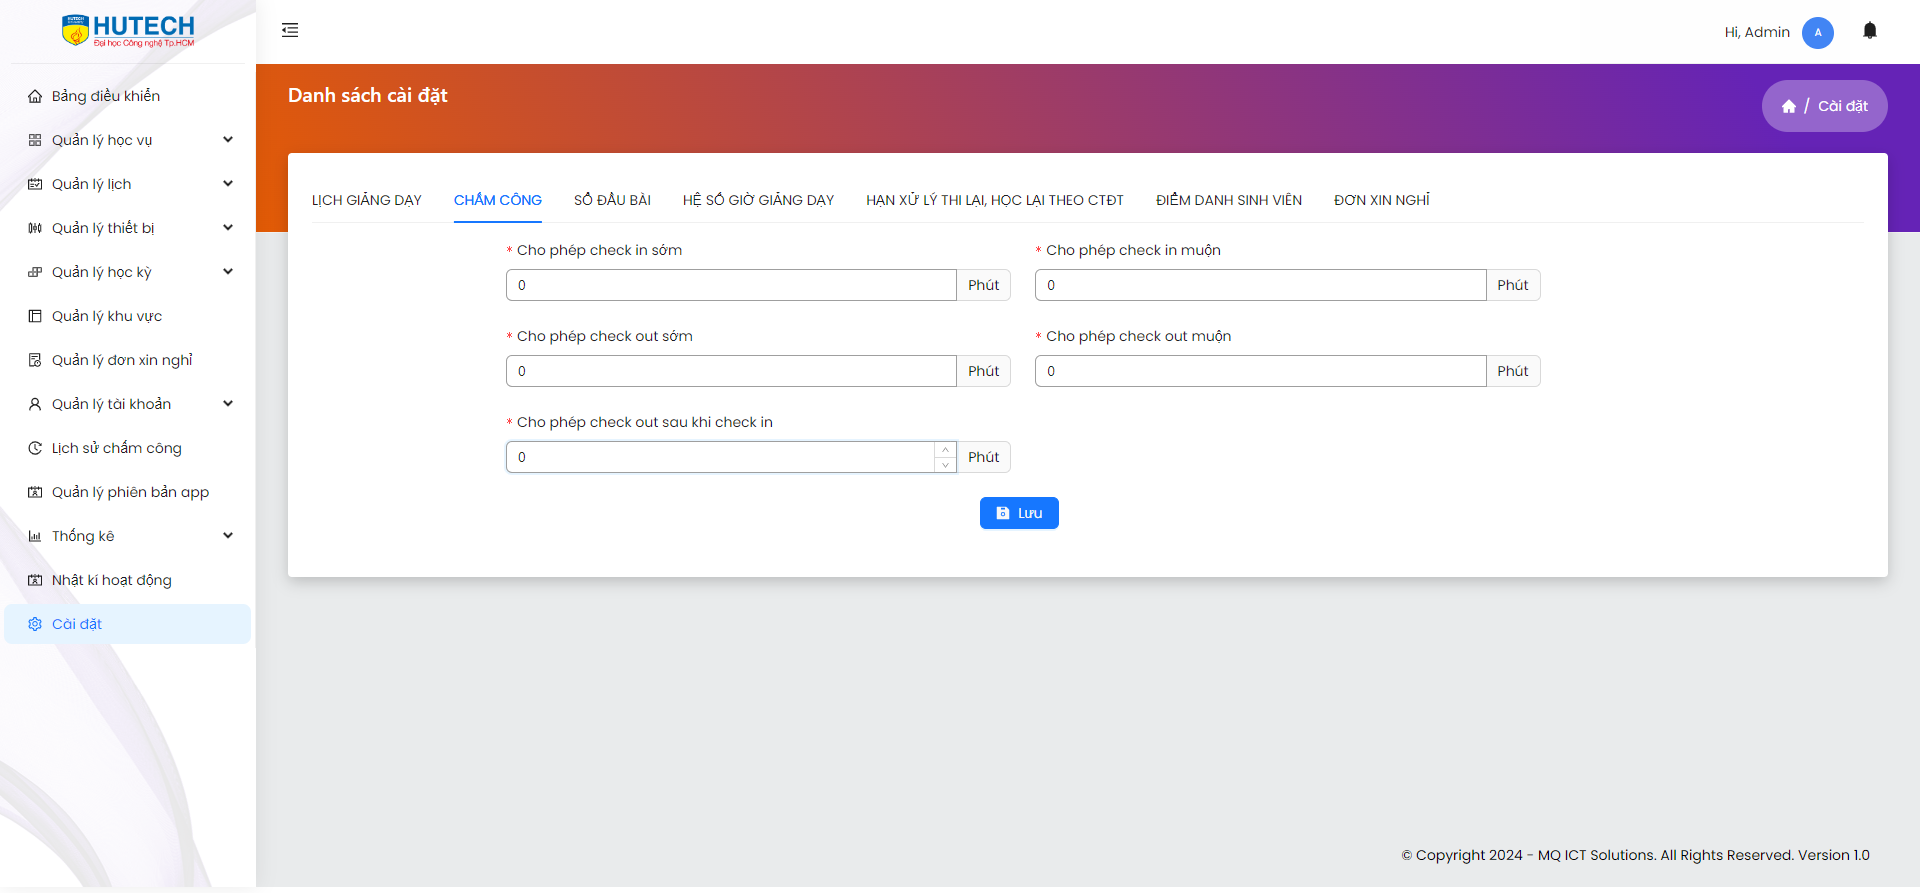 HUTECH
Đại học Công nghệ Tp.HCM
Hi, Admin
A
Bảng điều khiển
Quản lý học vụ
Quản lý lịch
Quản lý thiết bị
Quản lý học kỳ
Quản lý khu vực
Quản lý đơn xin nghỉ
Quản lý tài khoản
Lịch sử chấm công
Quản lý phiên bản app
Thống kê
Nhật kí hoạt động
Cài đặt
Danh sách cài đặt
/ Cài đặt
LỊCH GIẢNG DẠY CHẤM CÔNG SỔ ĐẦU BÀI HỆ SỐ GIỜ GIẢNG DẠY HẠN XỬ LÝ THI LẠI, HỌC LẠI THEO CTĐT ĐIỂM DANH SINH VIÊN ĐƠN XIN NGHỈ
* Cho phép check in sớm
0 Phút
* Cho phép check in muộn
0 Phút
* Cho phép check out sớm
0 Phút
* Cho phép check out muộn
0 Phút
* Cho phép check out sau khi check in
0 Phút
Lưu
© Copyright 2024 - MQ ICT Solutions. All Rights Reserved. Version 1.0